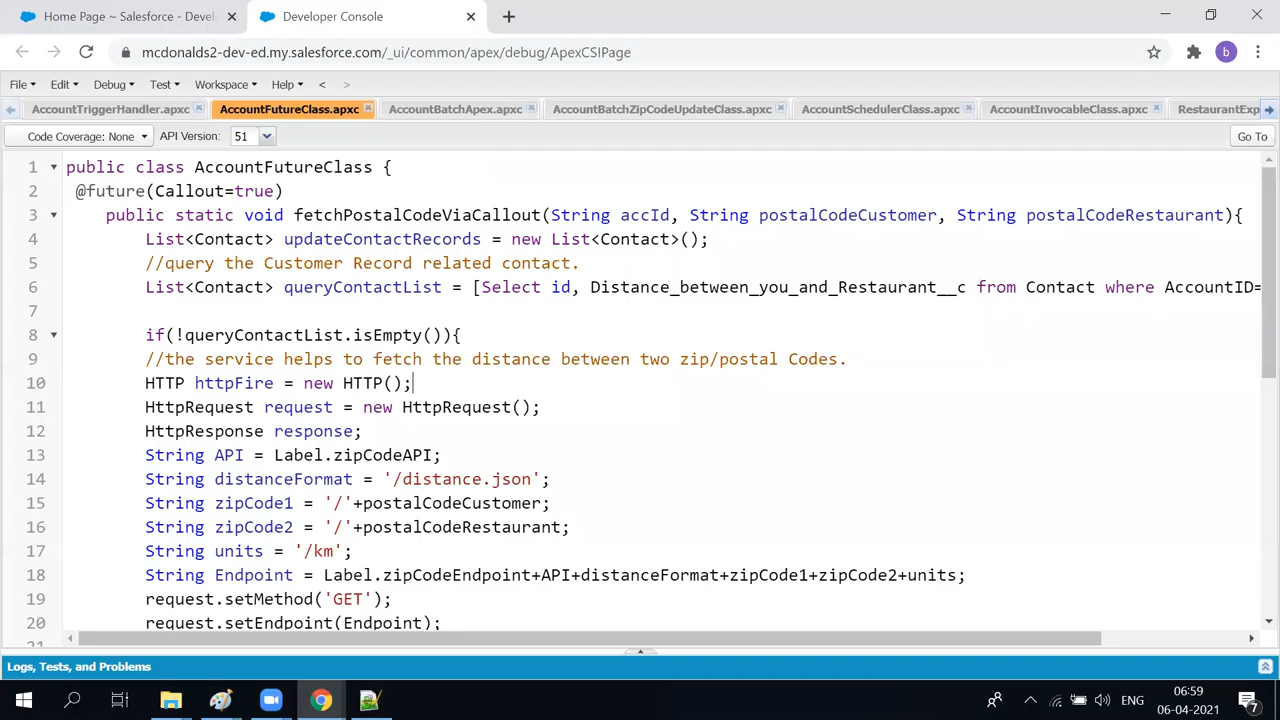 Home Page ~ Salesforce - Devel
Developer Console
mcdonalds2-dev-ed.my.salesforce.com/_ui/common/apex/debug/ApexCSIPage
b
File Edit Debug Test Workspace Help < >
AccountTriggerHandler.apxc AccountFutureClass.apxc AccountBatchApex.apxc AccountBatchZipCodeUpdateClass.apxc AccountSchedulerClass.apxc AccountInvocableClass.apxc RestaurantExp
Code Coverage: None API Version: 51 Go To
1 public class AccountFutureClass {
2 @future(Callout=true)
3 public static void fetchPostalCodeViaCallout(String accId, String postalCodeCustomer, String postalCodeRestaurant){
4 List<Contact> updateContactRecords = new List<Contact>();
5 //query the Customer Record related contact.
6 List<Contact> queryContactList = [Select id, Distance_between_you_and_Restaurant__c from Contact where AccountID=
7
8 if(!queryContactList.isEmpty()){
9 //the service helps to fetch the distance between two zip/postal Codes.
10 HTTP httpFire = new HTTP();
11 HttpRequest request = new HttpRequest();
12 HttpResponse response;
13 String API = Label.zipCodeAPI;
14 String distanceFormat = '/distance.json';
15 String zipCode1 = '/'+postalCodeCustomer;
16 String zipCode2 = '/'+postalCodeRestaurant;
17 String units = '/km';
18 String Endpoint = Label.zipCodeEndpoint+API+distanceFormat+zipCode1+zipCode2+units;
19 request.setMethod('GET');
20 request.setEndpoint(Endpoint);
21
Logs, Tests, and Problems
ENG
06:59
06-04-2021
7